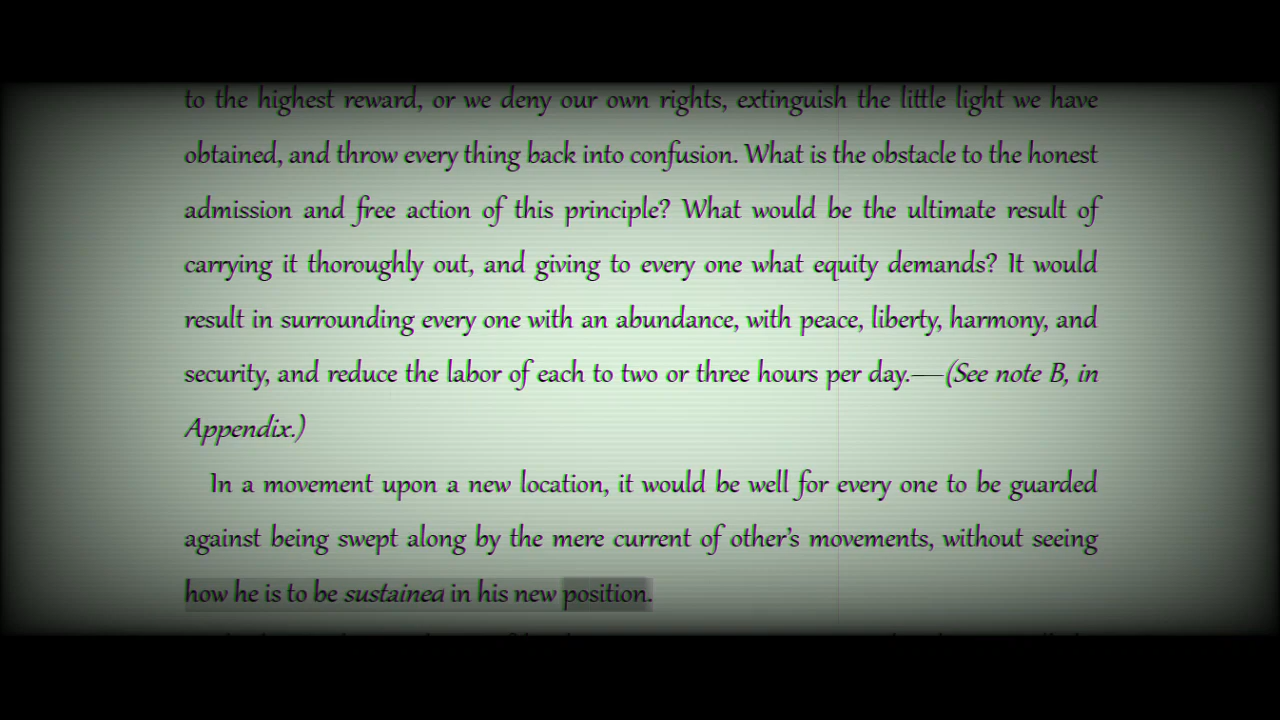 to the highest reward, or we deny our own rights, extinguish the little light we have
obtained, and throw every thing back into confusion. What is the obstacle to the honest
admission and free action of this principle? What would be the ultimate result of
carrying it thoroughly out, and giving to every one what equity demands? It would
result in surrounding every one with an abundance, with peace, liberty, harmony, and
security, and reduce the labor of each to two or three hours per day.—(See note B, in
Appendix.)
In a movement upon a new location, it would be well for every one to be guarded
against being swept along by the mere current of other's movements, without seeing
how he is to be sustained in his new position.